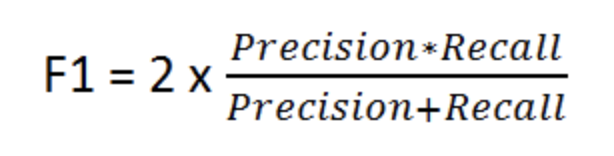 F1 = 2 x Precision*Recall
Precision+Recall